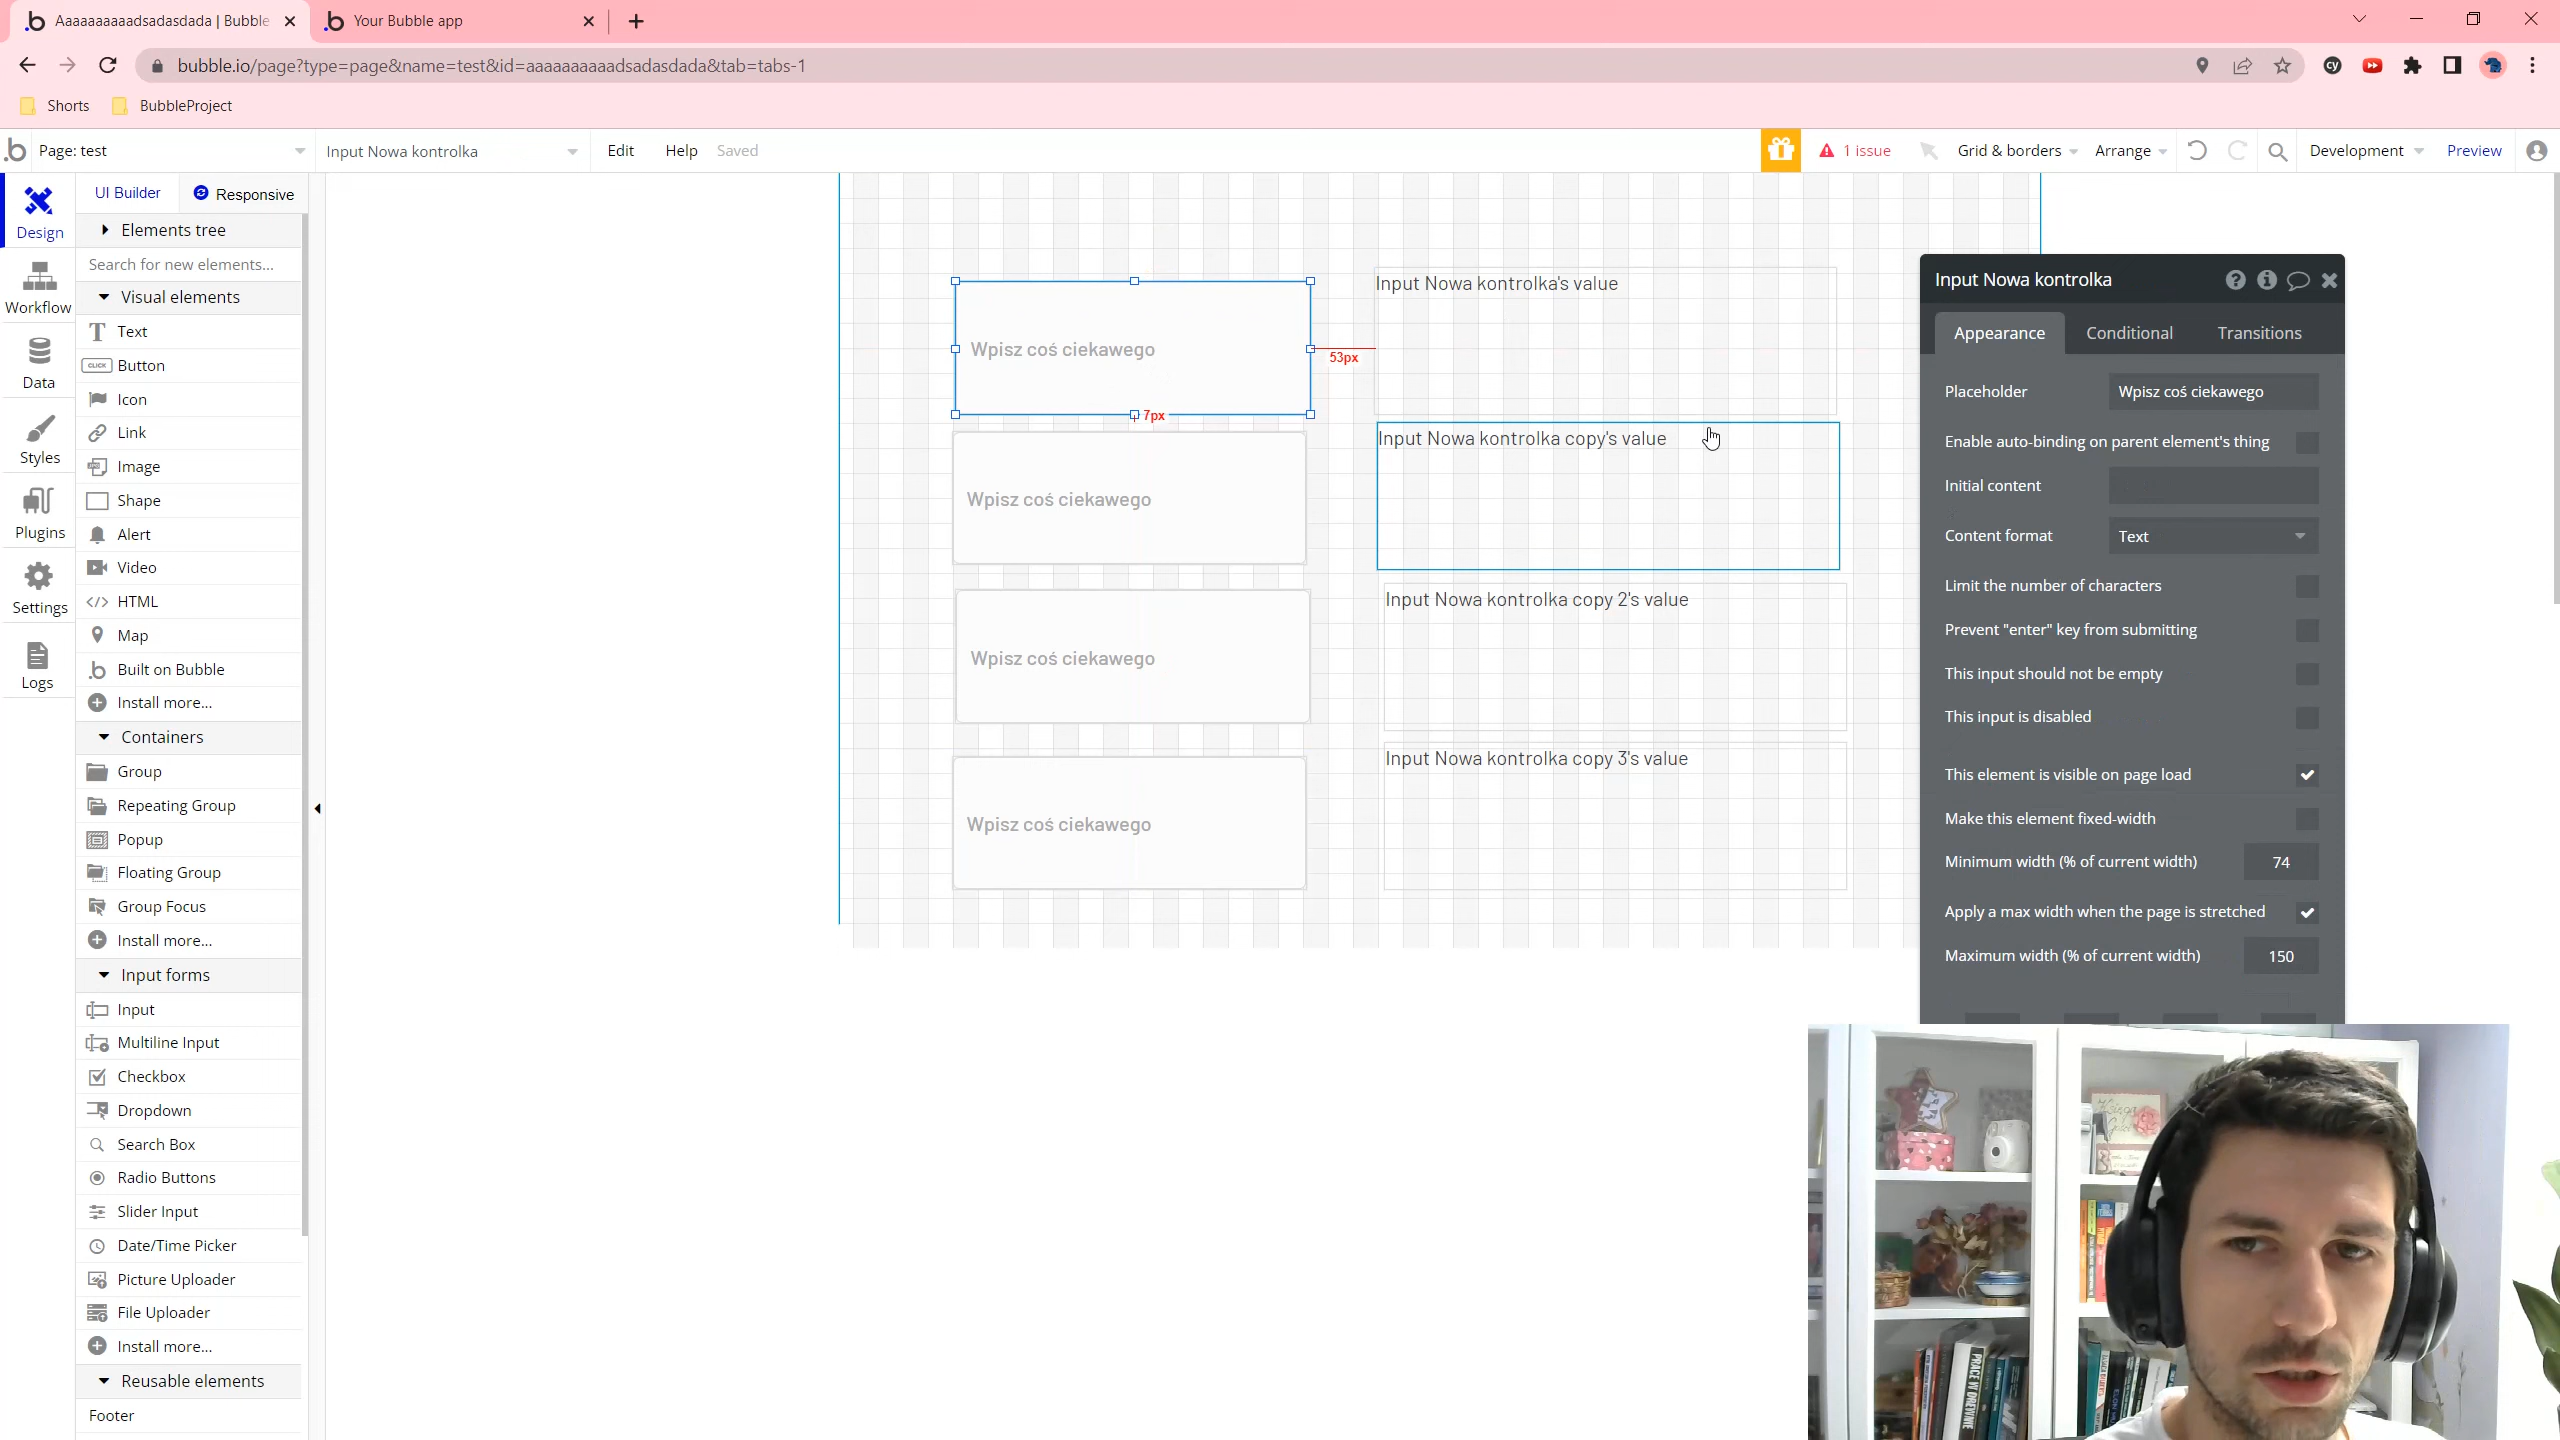 Aaaaaaaaaadsadasdada | Bubble
Your Bubble app
bubble.io/page?type=page&name=test&id=aaaaaaaaaadsadasdada&tab=tabs-1
Shorts
BubbleProject
Page: test
Input Nowa kontrolka
Edit
Help
Saved
1 issue
Grid & borders
Arrange
Development
Preview
Design
Workflow
Data
Styles
Plugins
Settings
Logs
UI Builder
Responsive
Elements tree
Search for new elements...
Visual elements
Text
CLICK Button
Icon
Link
Image
Shape
Alert
Video
HTML
Map
Built on Bubble
Install more...
Containers
Group
Repeating Group
Popup
Floating Group
Group Focus
Install more...
Input forms
Input
Multiline Input
Checkbox
Dropdown
Search Box
Radio Buttons
Slider Input
Date/Time Picker
Picture Uploader
File Uploader
Install more...
Reusable elements
Footer
Wpisz coś ciekawego
53px
7px
Input Nowa kontrolka's value
Wpisz coś ciekawego
Input Nowa kontrolka copy's value
Wpisz coś ciekawego
Input Nowa kontrolka copy 2's value
Wpisz coś ciekawego
Input Nowa kontrolka copy 3's value
Input Nowa kontrolka
Appearance
Conditional
Transitions
Placeholder
Wpisz coś ciekawego
Enable auto-binding on parent element's thing
Initial content
Content format
Text
Limit the number of characters
Prevent "enter" key from submitting
This input should not be empty
This input is disabled
This element is visible on page load
Make this element fixed-width
Minimum width (% of current width)
74
Apply a max width when the page is stretched
Maximum width (% of current width)
150
PRACE W DREWNIE